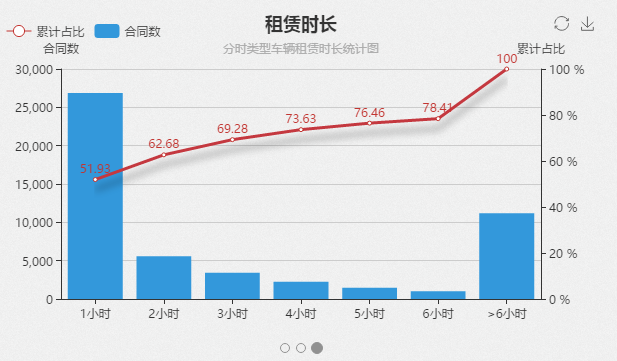 租赁时长
累计占比 合同数
分时类型车辆租赁时长统计图
合同数 累计占比
30,000 100 %
25,000
20,000 80 %
15,000 60 %
10,000 40 %
5,000 20 %
0 0 %
51.93 62.68 69.28 73.63 76.46 78.41 100
1小时 2小时 3小时 4小时 5小时 6小时 >6小时